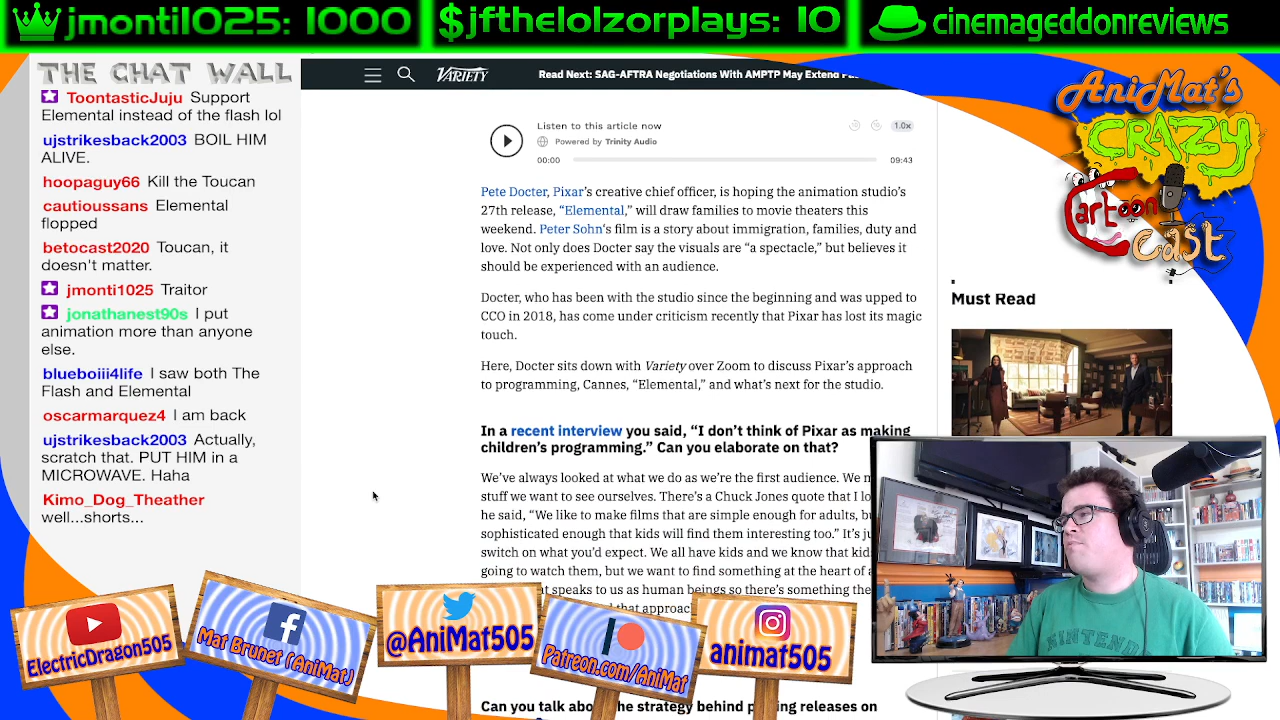 jmonti1025: 1000
$jfthelolzorplays: 10
cinemageddonreviews
THE CHAT WALL
ToontasticJuju Support
Elemental instead of the flash lol
ujstrikesback2003 BOIL HIM
ALIVE.
hoopaguy66 Kill the Toucan
cautioussans Elemental
flopped
betocast2020 Toucan, it
doesn't matter.
jmonti1025 Traitor
jonathanest90s I put
animation more than anyone
else.
blueboiii4life I saw both The
Flash and Elemental
oscarmarquez4 I am back
ujstrikesback2003 Actually,
scratch that. PUT HIM in a
MICROWAVE. Haha
Kimo_Dog_Theather
well...shorts...
VARIETY
Read Next: SAG-AFTRA Negotiations With AMPTP May Extend
Listen to this article now
1.0x
Powered by Trinity Audio
00:00
09:43
Pete Docter, Pixar's creative chief officer, is hoping the animation studio's
27th release, “Elemental,” will draw families to movie theaters this
weekend. Peter Sohn's film is a story about immigration, families, duty and
love. Not only does Docter say the visuals are “a spectacle,” but believes it
should be experienced with an audience.
Docter, who has been with the studio since the beginning and was upped to
CCO in 2018, has come under criticism recently that Pixar has lost its magic
touch.
Here, Docter sits down with Variety over Zoom to discuss Pixar's approach
to programming, Cannes, “Elemental,” and what's next for the studio.
In a recent interview you said, “I don't think of Pixar as making
children's programming.” Can you elaborate on that?
We've always looked at what we do as we're the first audience. We
stuff we want to see ourselves. There's a Chuck Jones quote that I
he said, “We like to make films that are simple enough for adults,
sophisticated enough that kids will find them interesting too.” It's
switch on what you'd expect. We all have kids and we know that
going to watch them, but we want to find something at the heart of
speaks to us as human beings so there's something
that
Can you talk about the strategy behind releases on
AniMat's
CRAZY
Cartoon
Cast
Must Read
NINTENDO
ElectricDragon505
Mat Brunet (AniMat)
@AniMat505
Patreon.com/AniMat
animat505